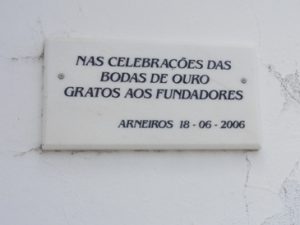 NAS CELEBRAÇÕES DAS
BODAS DE OURO
GRATOS AOS FUNDADORES
ARNEIROS 18 - 06 - 2006